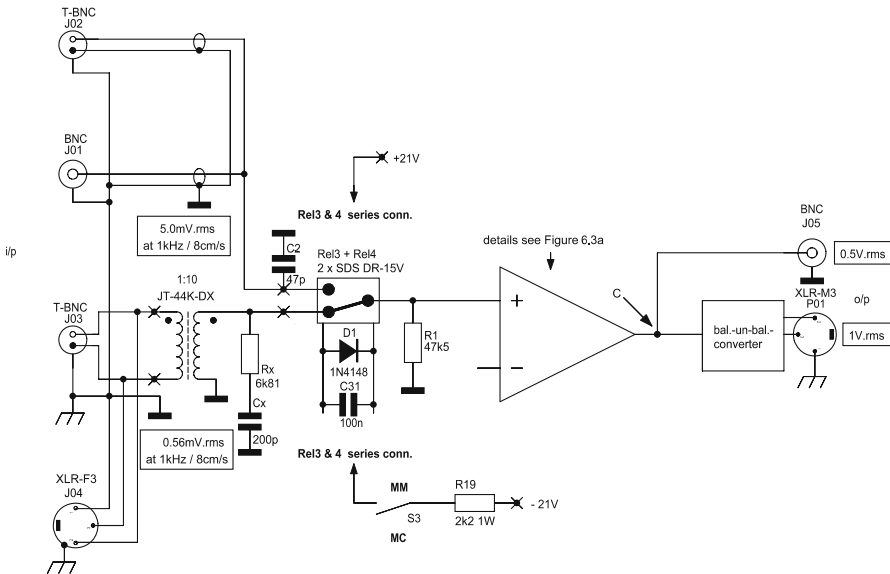 T-BNC
J02
BNC
J01
+21V
Rel3 & 4 series conn.
5.0mV.rms
at 1kHz / 8cm/s
i/p
C2
47p
Rel3 + Rel4
2 x SDS DR-15V
details see Figure 6.3a
BNC
J05
0.5V.rms
1:10
JT-44K-DX
T-BNC
J03
C
XLR-M3
P01
o/p
bal.-un-bal.-
converter
1V.rms
+
−
R1
47k5
D1
1N4148
C31
100n
Rx
6k81
Cx
200p
0.56mV.rms
at 1kHz / 8cm/s
Rel3 & 4 series conn.
XLR-F3
J04
MM
S3
MC
R19
2k2 1W
- 21V